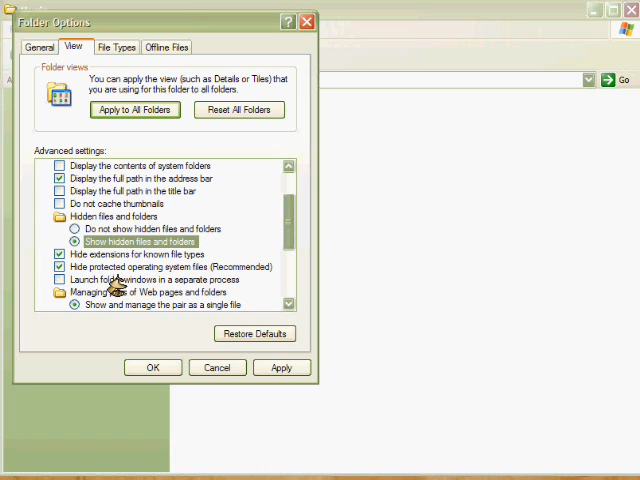 Folder Options
General View File Types Offline Files
Folder views
You can apply the view (such as Details or Tiles) that
you are using for this folder to all folders.
Apply to All Folders Reset All Folders
Advanced settings:
Display the contents of system folders
Display the full path in the address bar
Display the full path in the title bar
Do not cache thumbnails
Hidden files and folders
Do not show hidden files and folders
Show hidden files and folders
Hide extensions for known file types
Hide protected operating system files (Recommended)
Launch folder windows in a separate process
Managing of Web pages and folders
Show and manage the pair as a single file
Restore Defaults
OK Cancel Apply
Go